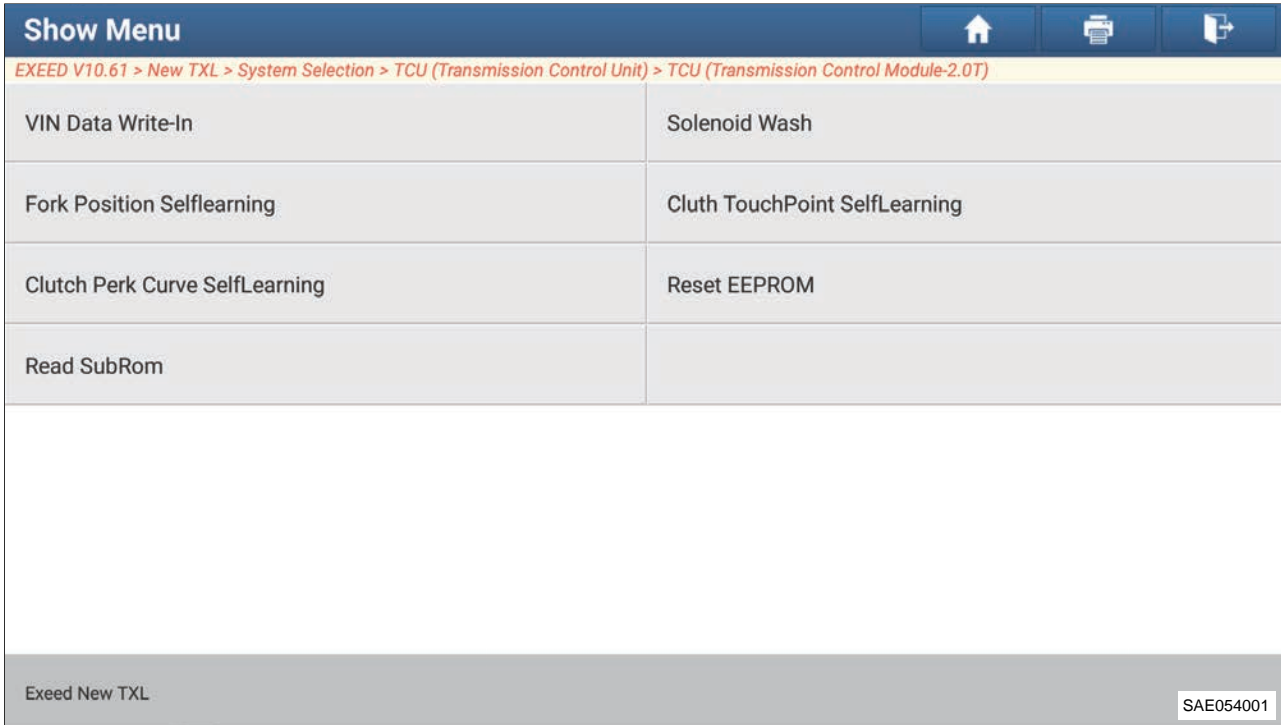 Show Menu
EXEED V10.61 > New TXL > System Selection > TCU (Transmission Control Unit) > TCU (Transmission Control Module-2.0T)
VIN Data Write-In
Solenoid Wash
Fork Position Selflearning
Cluth TouchPoint SelfLearning
Clutch Perk Curve SelfLearning
Reset EEPROM
Read SubRom
Exeed New TXL
SAE054001